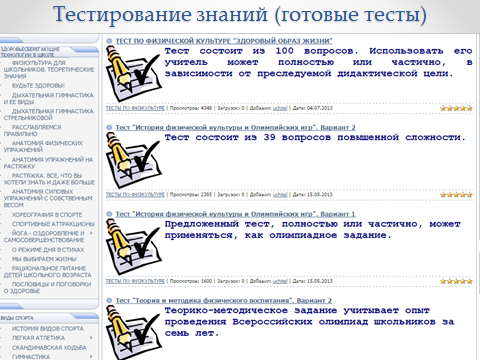 Тестирование знаний (готовые тесты)
ЗДОРОВЬЕСБЕРЕГАЮЩИЕ
ТЕХНОЛОГИИ В ШКОЛЕ
ФИЗКУЛЬТУРА ДЛЯ
ШКОЛЬНИКОВ. ТЕОРЕТИЧЕСКИЕ
ЗНАНИЯ
БУДЬТЕ ЗДОРОВЫ!
ДЫХАТЕЛЬНАЯ ГИМНАСТИКА
И ЕЕ ВИДЫ
ДЫХАТЕЛЬНАЯ ГИМНАСТИКА
СТРЕЛЬНИКОВОЙ
РАССЛАБЛЯЕМСЯ
ПРАВИЛЬНО
АНАТОМИЯ ФИЗИЧЕСКИХ
УПРАЖНЕНИЙ
АНАТОМИЯ УПРАЖНЕНИЙ НА
РАСТЯЖКУ
РАСТЯЖКА. ВСЕ, ЧТО ВЫ
ХОТЕЛИ ЗНАТЬ И ДАЖЕ БОЛЬШЕ
АНАТОМИЯ СИЛОВЫХ
УПРАЖНЕНИЙ С СОБСТВЕННЫМ
ВЕСОМ
ХОРЕОГРАФИЯ В СПОРТЕ
СПОРТИВНЫЕ АТТРАКЦИОНЫ
ЙОГА - ОЗДОРОВЛЕНИЕ И
САМОСОВЕРШЕНСТВОВАНИЕ
О РЕЖИМЕ ДНЯ В СТИХАХ
МЫ ВЫБИРАЕМ ЖИЗНЬ
РАЦИОНАЛЬНОЕ ПИТАНИЕ
ДЕТЕЙ ШКОЛЬНОГО ВОЗРАСТА
ПОСЛОВИЦЫ И ПОГОВОРКИ
О ЗДОРОВЬЕ
ВИДЫ СПОРТА
ИСТОРИЯ ВИДОВ СПОРТА
ЛЕГКАЯ АТЛЕТИКА
СКАНДИНАВСКАЯ ХОДЬБА
ГИМНАСТИКА
ТЕСТ ПО ФИЗИЧЕСКОЙ КУЛЬТУРЕ "ЗДОРОВЫЙ ОБРАЗ ЖИЗНИ"
Тест состоит из 100 вопросов. Использовать его
учитель может полностью или частично, в
зависимости от преследуемой дидактической цели.
ТЕСТЫ ПО ФИЗКУЛЬТУРЕ | Просмотров: 4348 | Загрузок: 0 | Добавил: uchitel | Дата: 04.07.2013
Тест "История физической культуры и Олимпийских игр". Вариант 2
Тест состоит из 39 вопросов повышенной сложности.
ТЕСТЫ ПО ФИЗКУЛЬТУРЕ | Просмотров: 2385 | Загрузок: 0 | Добавил: uchitel | Дата: 15.05.2013
Тест "История физической культуры и Олимпийских игр". Вариант 1
Предложенный тест, полностью или частично, может
применяться, как олимпиадное задание.
ТЕСТЫ ПО ФИЗКУЛЬТУРЕ | Просмотров: 1600 | Загрузок: 0 | Добавил: uchitel | Дата: 15.05.2013
Тест "Теория и методика физического воспитания". Вариант 2
Теорико-методическое задание учитывает опыт
проведения Всеросийских олимпиад школьников за
семь лет.